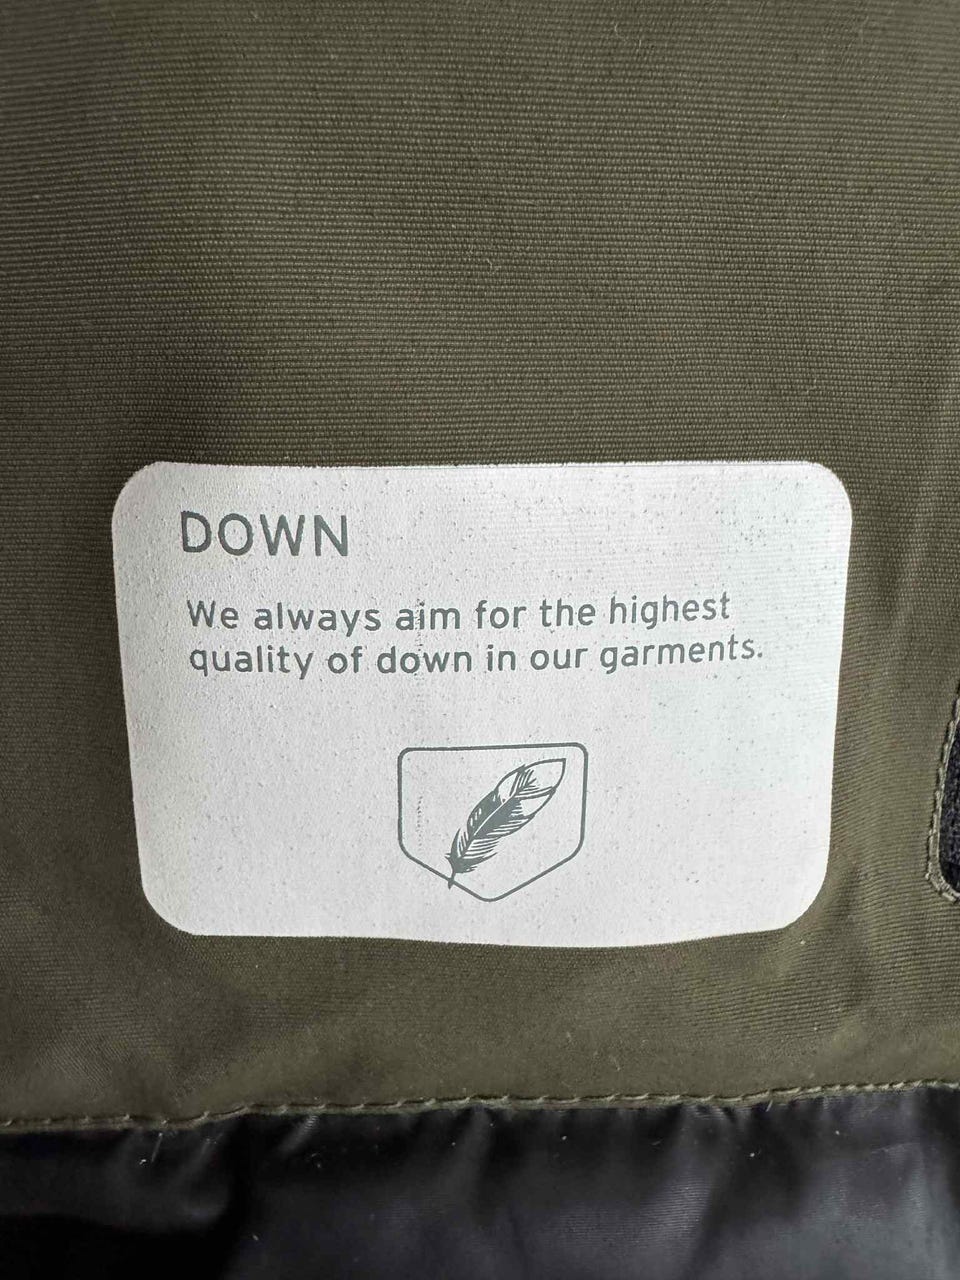 DOWN
We always aim for the highest
quality of down in our garments.